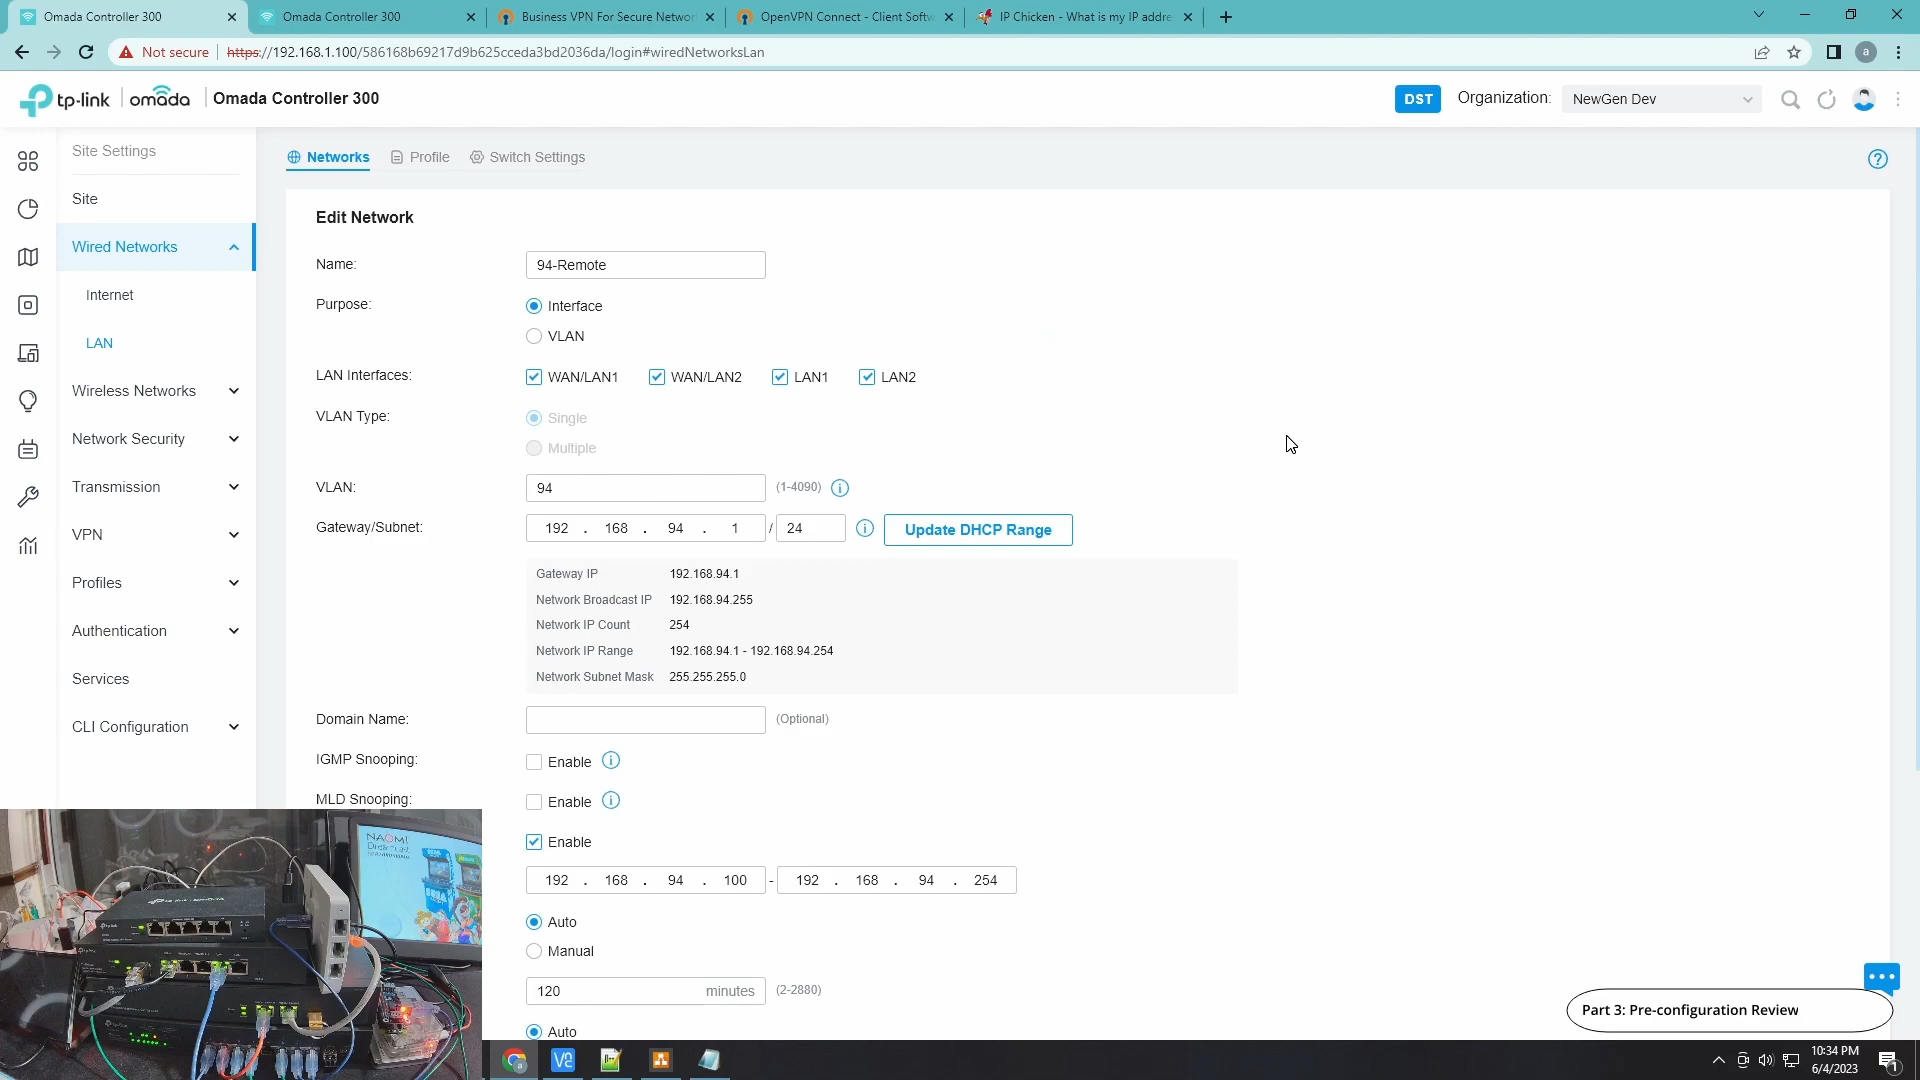 Omada Controller 300
Omada Controller 300
Business VPN For Secure Networ
OpenVPN Connect - Client Softw
IP Chicken - What is my IP addre
Not secure
https://192.168.1.100/586168b69217d9b625cceda3bd2036da/login#wiredNetworksLan
a
tp-link
omada
Omada Controller 300
DST
Organization:
NewGen Dev
Site Settings
Site
Wired Networks
Internet
LAN
Wireless Networks
Network Security
Transmission
VPN
Profiles
Authentication
Services
CLI Configuration
Networks
Profile
Switch Settings
Edit Network
Name:
94-Remote
Purpose:
Interface
VLAN
LAN Interfaces:
WAN/LAN1
WAN/LAN2
LAN1
LAN2
VLAN Type:
Single
Multiple
VLAN:
94
(1-4090)
Gateway/Subnet:
192 . 168 . 94 . 1 / 24
Update DHCP Range
Gateway IP 192.168.94.1
Network Broadcast IP 192.168.94.255
Network IP Count 254
Network IP Range 192.168.94.1 - 192.168.94.254
Network Subnet Mask 255.255.255.0
Domain Name:
(Optional)
IGMP Snooping:
Enable
MLD Snooping:
Enable
Enable
192 . 168 . 94 . 100 - 192 . 168 . 94 . 254
Auto
Manual
120 minutes (2-2880)
Auto
NAOMI
Dreamcast
tp-link
Part 3: Pre-configuration Review
10:34 PM
6/4/2023
1